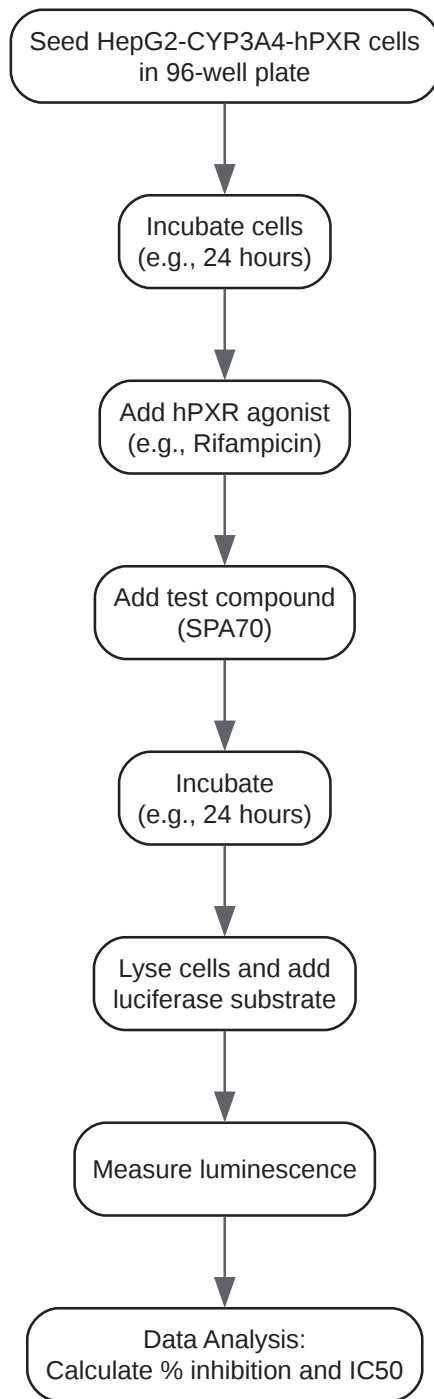 Seed HepG2-CYP3A4-hPXR cells
in 96-well plate
Incubate cells
(e.g., 24 hours)
Add hPXR agonist
(e.g., Rifampicin)
Add test compound
(SPA70)
Incubate
(e.g., 24 hours)
Lyse cells and add
luciferase substrate
Measure luminescence
Data Analysis:
Calculate % inhibition and IC50